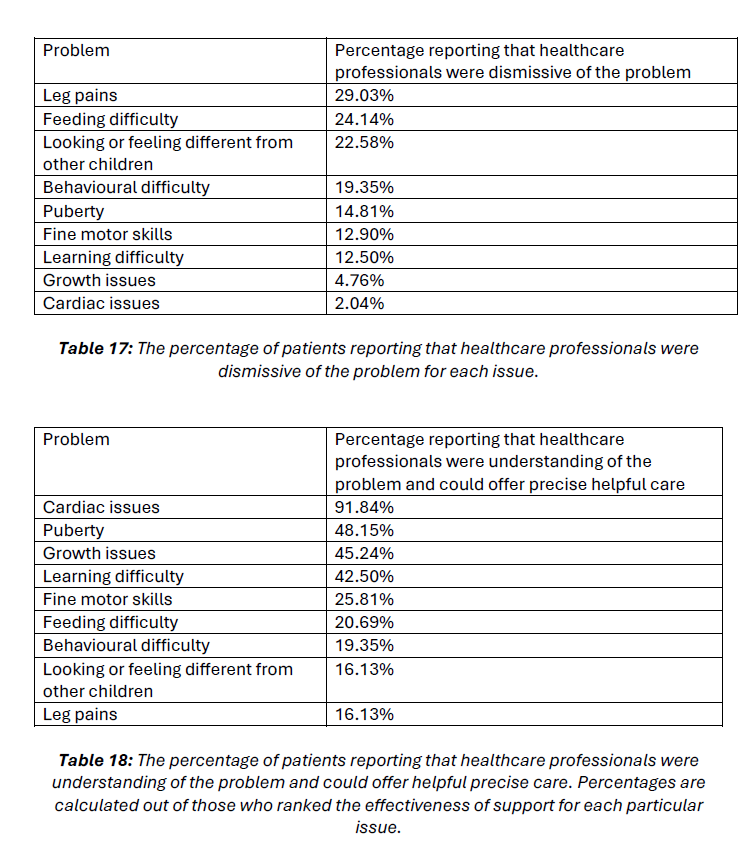 Problem
Percentage reporting that healthcare
professionals were dismissive of the problem
Leg pains
29.03%
Feeding difficulty
24.14%
Looking or feeling different from
other children
22.58%
Behavioural difficulty
19.35%
Puberty
14.81%
Fine motor skills
12.90%
Learning difficulty
12.50%
Growth issues
4.76%
Cardiac issues
2.04%
Table 17: The percentage of patients reporting that healthcare professionals were
dismissive of the problem for each issue.
Problem
Percentage reporting that healthcare
professionals were understanding of the
problem and could offer precise helpful care
Cardiac issues
91.84%
Puberty
48.15%
Growth issues
45.24%
Learning difficulty
42.50%
Fine motor skills
25.81%
Feeding difficulty
20.69%
Behavioural difficulty
19.35%
Looking or feeling different from
other children
16.13%
Leg pains
16.13%
Table 18: The percentage of patients reporting that healthcare professionals were
understanding of the problem and could offer helpful precise care. Percentages are
calculated out of those who ranked the effectiveness of support for each particular
issue.